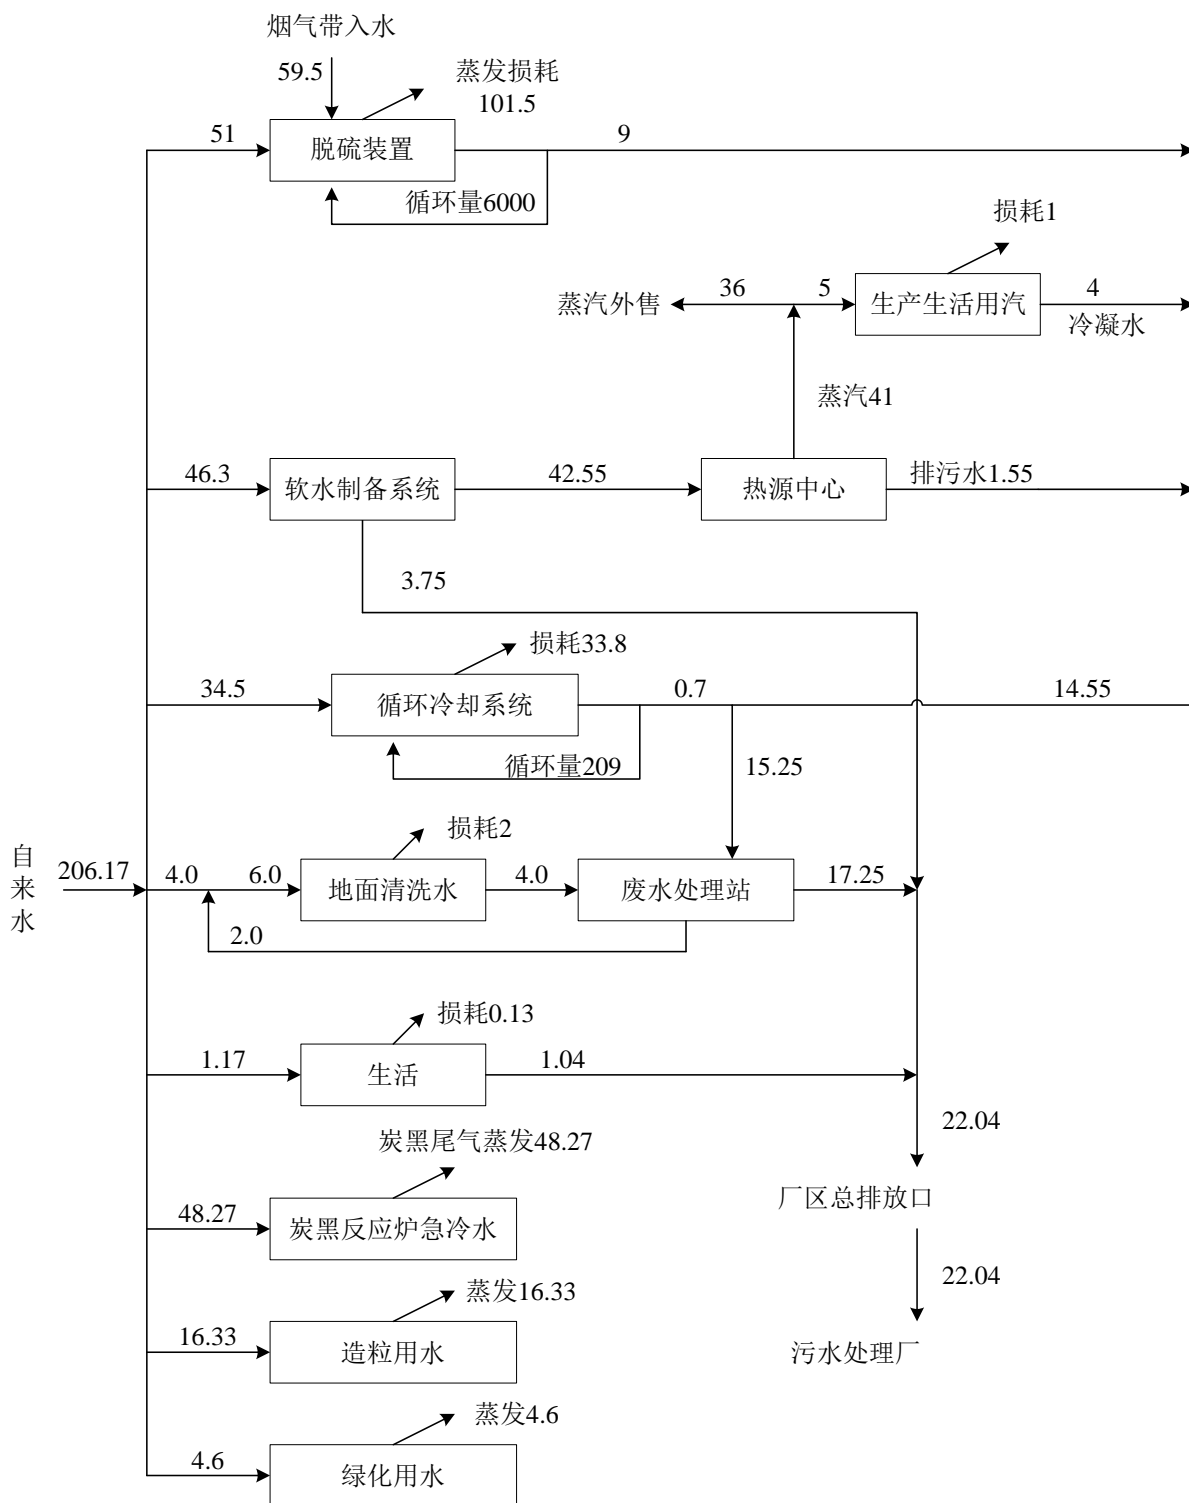 烟气带入水
59.5
蒸发损耗
101.5
51
脱硫装置
9
循环量6000
损耗1
蒸汽外售
36
5
生产生活用汽
4
冷凝水
蒸汽41
46.3
软水制备系统
42.55
热源中心
排污水1.55
3.75
损耗33.8
34.5
循环冷却系统
0.7
14.55
循环量209
15.25
损耗2
自
来
水
206.17
4.0
6.0
地面清洗水
4.0
废水处理站
17.25
2.0
损耗0.13
1.17
生活
1.04
22.04
炭黑尾气蒸发48.27
48.27
炭黑反应炉急冷水
厂区总排放口
22.04
蒸发16.33
16.33
造粒用水
污水处理厂
蒸发4.6
4.6
绿化用水